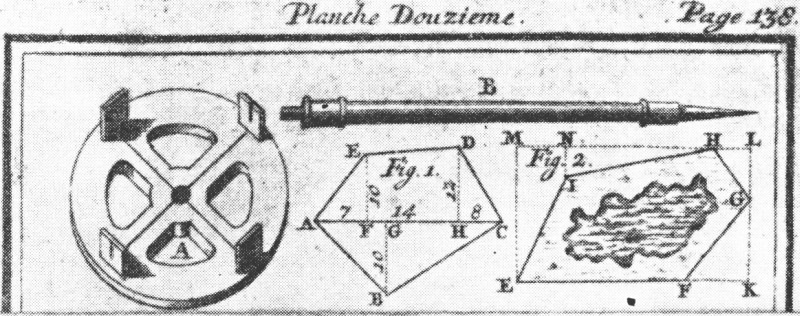 Planche Douzieme. Page 138.
B
E D
Fig. 1.
10 12
7 14 8
A F G H C
10
B
A
M N H L
Fig. 2.
I
G
E F K